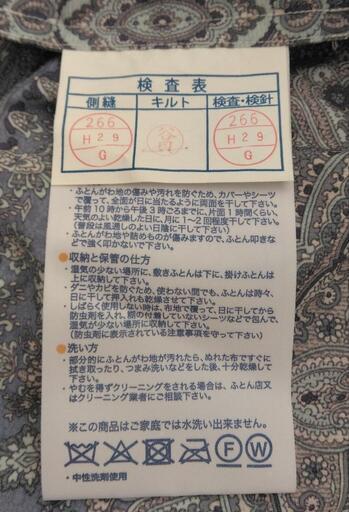 検査表
側縫 キルト 検査・検針
266 266
H29 H29
G G
・ふとんがわ地の傷みや汚れを防ぐため、カバーやシーツ
で覆って、全面が日に当たるように両面を干して下さい。
・午前10時から午後3時ごろまでに、片面1時間くらい、
天気のよい乾燥した日に、月に1~2回程度干して下さい。
(普段は風通しのよい日陰に干して下さい)
・ふとんがわ地や詰めものが傷みますので、ふとん叩きなど
で強く叩かないで下さい。
●収納と保管の仕方
・湿気の少ない場所に、敷きふとんは下に、掛けふとんは
上に収納して下さい。
・ダニやカビを防ぐため、使わない間でも、ふとんは時々、
日に干して押入れも乾燥させて下さい。
・しばらく使用しない時は、布地で覆って、日に干してから
防虫剤を入れ、糊の付着していないシーツなどで包んで、
湿気が少ない場所に収納して下さい。
(防虫剤に表示されている注意事項を守って下さい)
●洗い方
・部分的にふとんがわ地が汚れたら、ぬれた布ですぐに
拭き取ったり、つまみ洗いなどをした後、十分乾燥して
下さい。
・やむを得ずクリーニングをされる場合は、ふとん店又
はクリーニング業者にご相談下さい。
※この商品はご家庭では水洗い出来ません。
F W
・中性洗剤使用